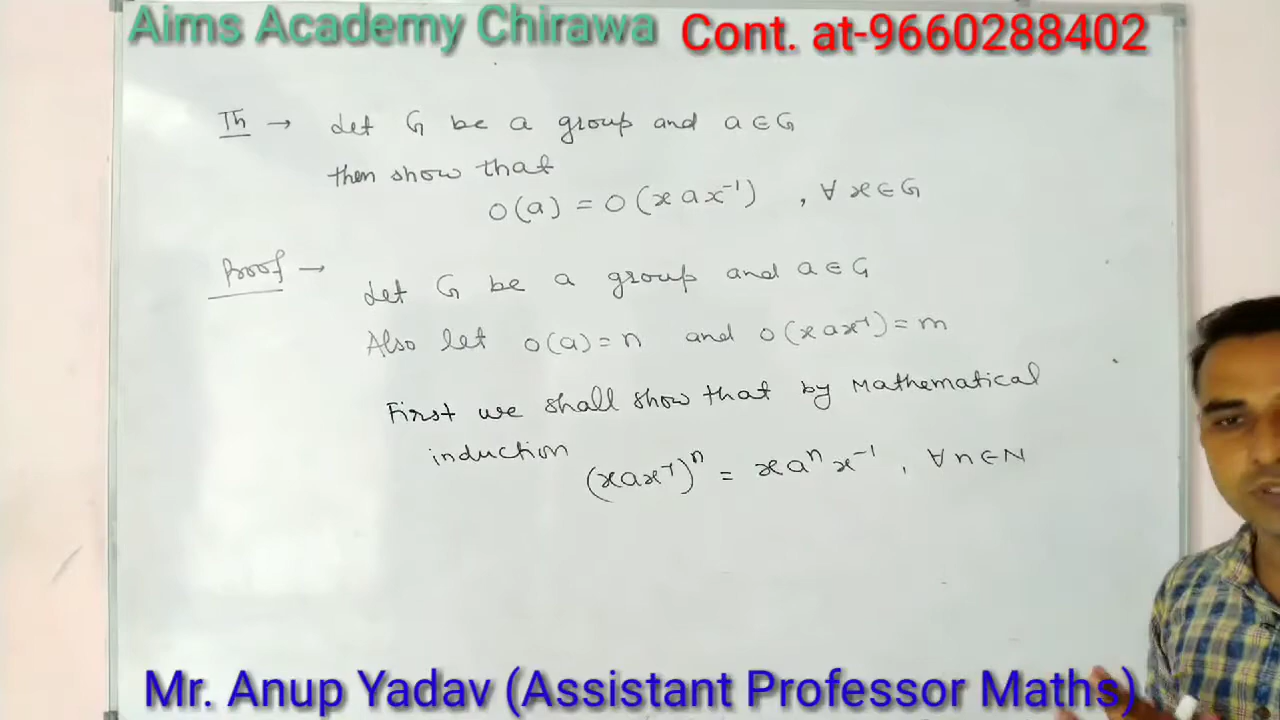 Aims Academy Chirawa Cont. at-9660288402
Th → Let G be a group and a ∈ G
then show that
O(a) = O(xax⁻¹) , ∀ x ∈ G
Proof →
Let G be a group and a ∈ G
Also let o(a) = n and o(xax⁻¹) = m
First we shall show that by Mathematical
induction
(xax⁻¹)ⁿ = xaⁿx⁻¹ , ∀ n ∈ N
Mr. Anup Yadav (Assistant Professor Maths)